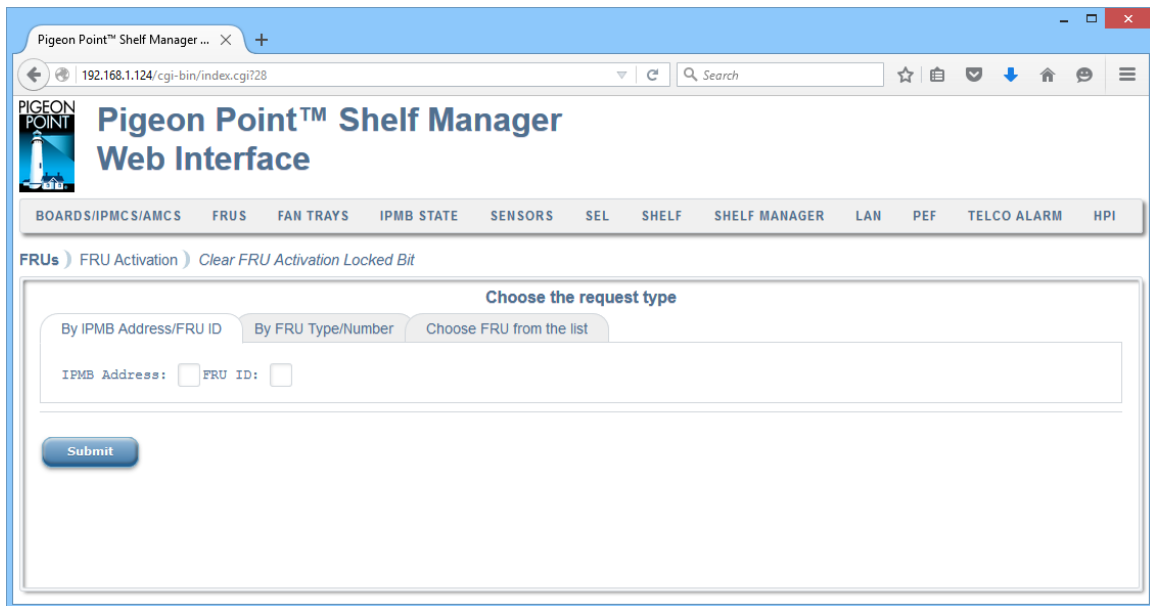 Pigeon Point™ Shelf Manager ...
192.168.1.124/cgi-bin/index.cgi?28
Search
PIGEON
POINT
Pigeon Point™ Shelf Manager
Web Interface
BOARDS/IPMCS/AMCS FRUS FAN TRAYS IPMB STATE SENSORS SEL SHELF SHELF MANAGER LAN PEF TELCO ALARM HPI
FRUs FRU Activation Clear FRU Activation Locked Bit
Choose the request type
By IPMB Address/FRU ID By FRU Type/Number Choose FRU from the list
IPMB Address: FRU ID:
Submit